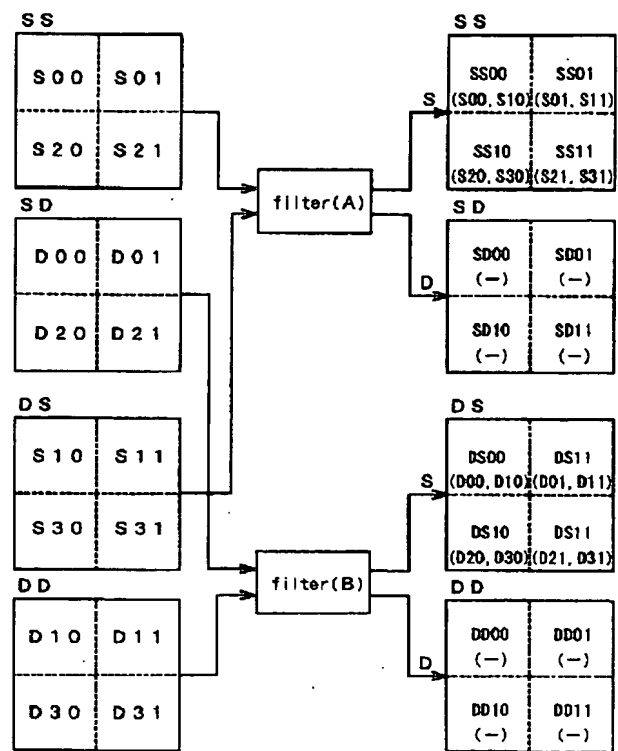 SS
S00 S01
S20 S21
SD
D00 D01
D20 D21
DS
S10 S11
S30 S31
DD
D10 D11
D30 D31
filter(A)
filter(B)
S
D
S
D
SS
SS00 SS01
(S00, S10) (S01, S11)
SS10 SS11
(S20, S30) (S21, S31)
SD
SD00 SD01
(—) (—)
SD10 SD11
(—) (—)
DS
DS00 DS11
(D00, D10) (D01, D11)
DS10 DS11
(D20, D30) (D21, D31)
DD
DD00 DD01
(—) (—)
DD10 DD11
(—) (—)